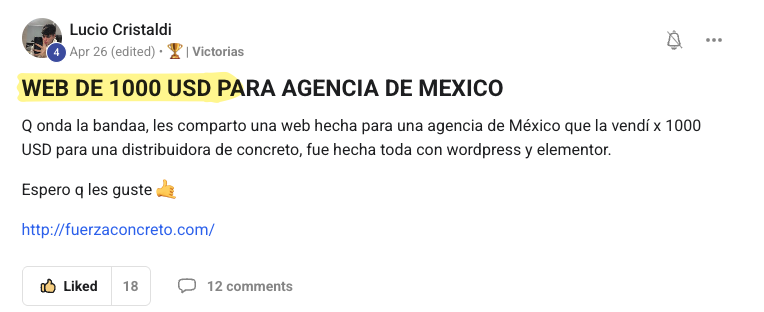 Lucio Cristaldi
4 Apr 26 (edited) • 🏆 | Victorias
WEB DE 1000 USD PARA AGENCIA DE MEXICO
Q onda la bandaa, les comparto una web hecha para una agencia de México que la vendí x 1000
USD para una distribuidora de concreto, fue hecha toda con wordpress y elementor.
Espero q les guste 🤙
http://fuerzaconcreto.com/
👍 Liked 18 12 comments